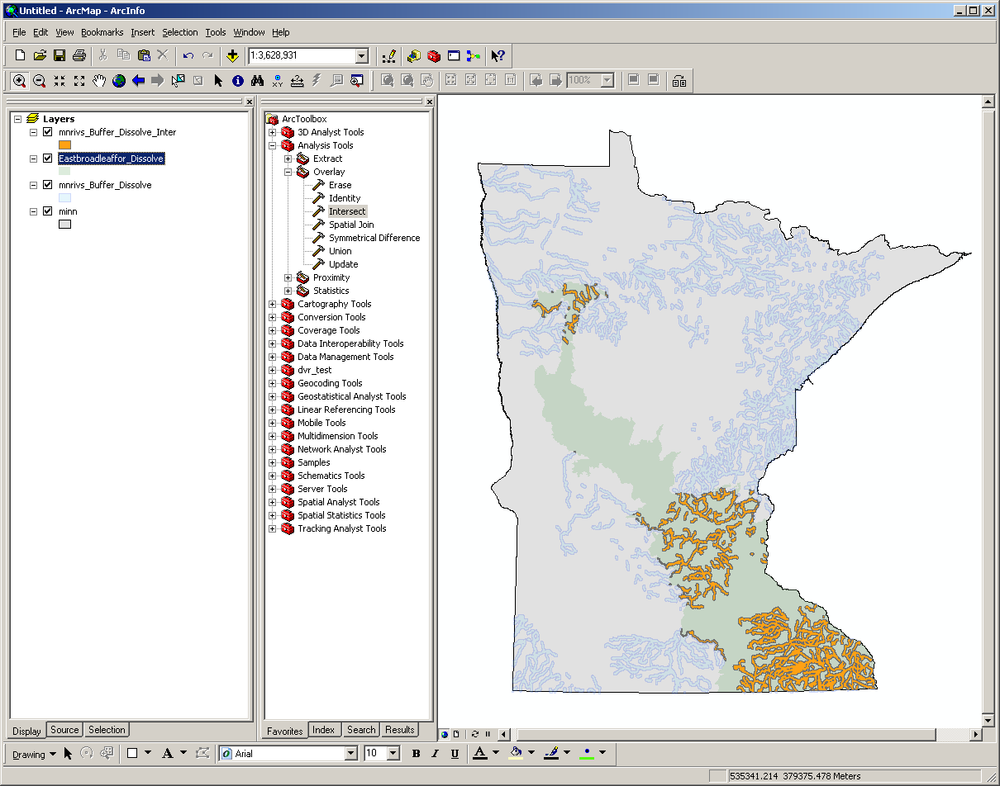 Untitled - ArcMap - ArcInfo
File Edit View Bookmarks Insert Selection Tools Window Help
1:3,628,931
100%
Layers
mnrivs_Buffer_Dissolve_Inter
Eastbroadleaffor_Dissolve
mnrivs_Buffer_Dissolve
minn
Display Source Selection
ArcToolbox
3D Analyst Tools
Analysis Tools
Extract
Overlay
Erase
Identity
Intersect
Spatial Join
Symmetrical Difference
Union
Update
Proximity
Statistics
Cartography Tools
Conversion Tools
Coverage Tools
Data Interoperability Tools
Data Management Tools
dvr_test
Geocoding Tools
Geostatistical Analyst Tools
Linear Referencing Tools
Mobile Tools
Multidimension Tools
Network Analyst Tools
Samples
Schematics Tools
Server Tools
Spatial Analyst Tools
Spatial Statistics Tools
Tracking Analyst Tools
Favorites Index Search Results
Drawing A Arial 10 B I U A
535341.214 379375.478 Meters